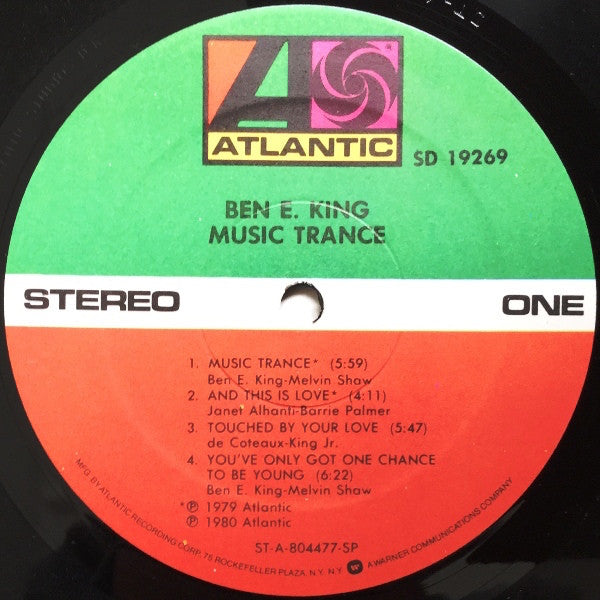 ATLANTIC
SD 19269
BEN E. KING
MUSIC TRANCE
STEREO
ONE
1. MUSIC TRANCE* (5:59)
Ben E. King-Melvin Shaw
2. AND THIS IS LOVE* (4:11)
Janet Alhanti-Barrie Palmer
3. TOUCHED BY YOUR LOVE (5:47)
de Coteaux-King Jr.
4. YOU'VE ONLY GOT ONE CHANCE
TO BE YOUNG (6:22)
Ben E. King-Melvin Shaw
*℗ 1979 Atlantic
℗ 1980 Atlantic
ST-A-804477-SP
MFG. BY ATLANTIC RECORDING CORP. 75 ROCKEFELLER PLAZA, N.Y. N.Y. A WARNER COMMUNICATIONS COMPANY